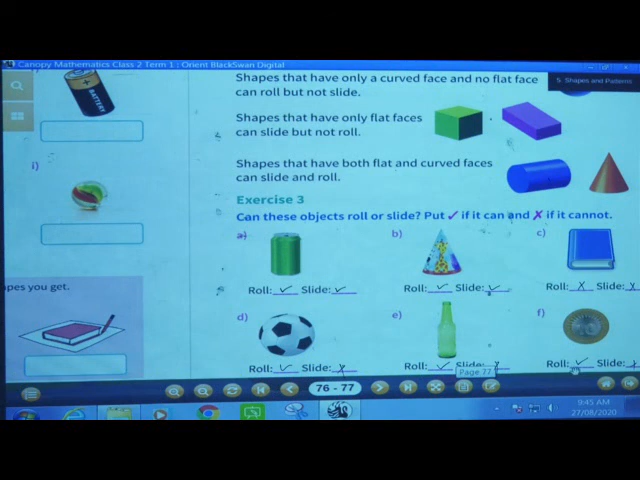 Canopy Mathematics Class 2 Term 1 : Orient BlackSwan Digital
5. Shapes and Patterns
BATTERY
i)
apes you get.
Shapes that have only a curved face and no flat face
can roll but not slide.
Shapes that have only flat faces
can slide but not roll.
Shapes that have both flat and curved faces
can slide and roll.
Exercise 3
Can these objects roll or slide? Put ✓ if it can and ✗ if it cannot.
a) b) c)
Roll: ✓ Slide: ✓ Roll: ✓ Slide: ✓ Roll: ✗ Slide: ✗
d) e) f)
Roll: ✓ Slide: ✗ Roll: ✓ Slide: ✗ Roll: ✓ Slide:
Page 77
76 - 77
9:45 AM
27/08/2020